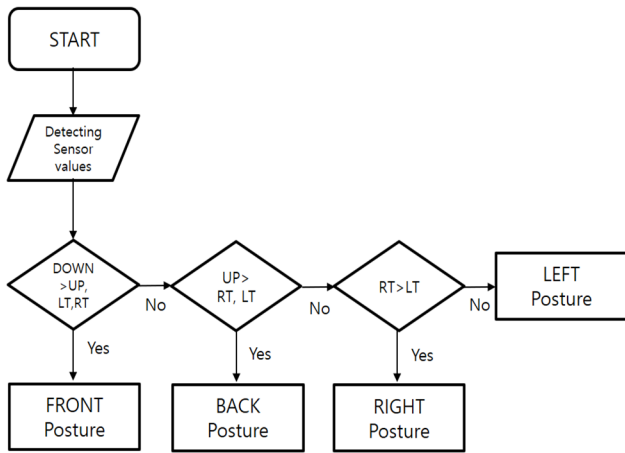 START
Detecting
Sensor
values
DOWN
>UP,
LT,RT
No
UP>
RT, LT
No
RT>LT
No
LEFT
Posture
Yes
Yes
Yes
FRONT
Posture
BACK
Posture
RIGHT
Posture